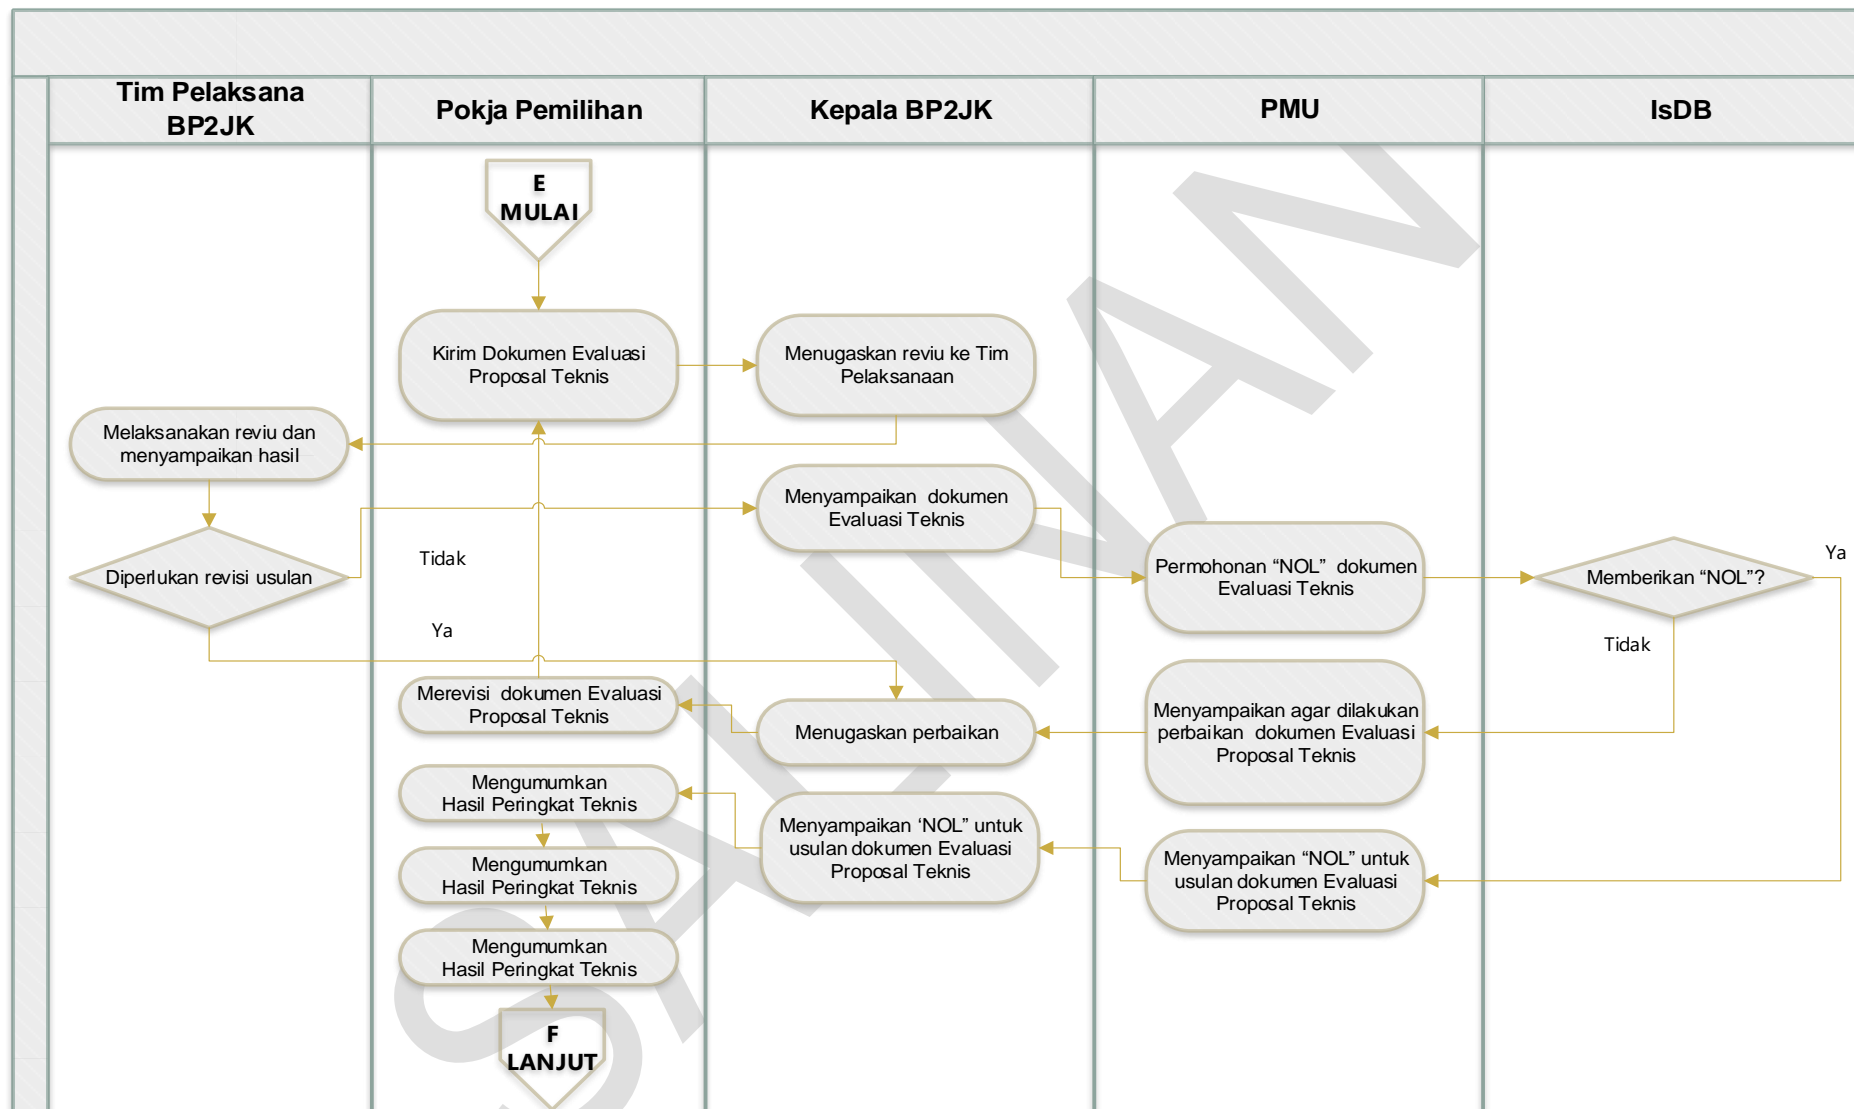 Tim Pelaksana
BP2JK
Pokja Pemilihan
Kepala BP2JK
PMU
IsDB
E
MULAI
Kirim Dokumen Evaluasi
Proposal Teknis
Menugaskan reviu ke Tim
Pelaksanaan
Melaksanakan reviu dan
menyampaikan hasil
Menyampaikan dokumen
Evaluasi Teknis
Diperlukan revisi usulan
Tidak
Ya
Permohonan “NOL” dokumen
Evaluasi Teknis
Memberikan “NOL”?
Ya
Tidak
Merevisi dokumen Evaluasi
Proposal Teknis
Menugaskan perbaikan
Menyampaikan agar dilakukan
perbaikan dokumen Evaluasi
Proposal Teknis
Mengumumkan
Hasil Peringkat Teknis
Menyampaikan ‘NOL” untuk
usulan dokumen Evaluasi
Proposal Teknis
Menyampaikan “NOL” untuk
usulan dokumen Evaluasi
Proposal Teknis
Mengumumkan
Hasil Peringkat Teknis
Mengumumkan
Hasil Peringkat Teknis
F
LANJUT
SALINAN